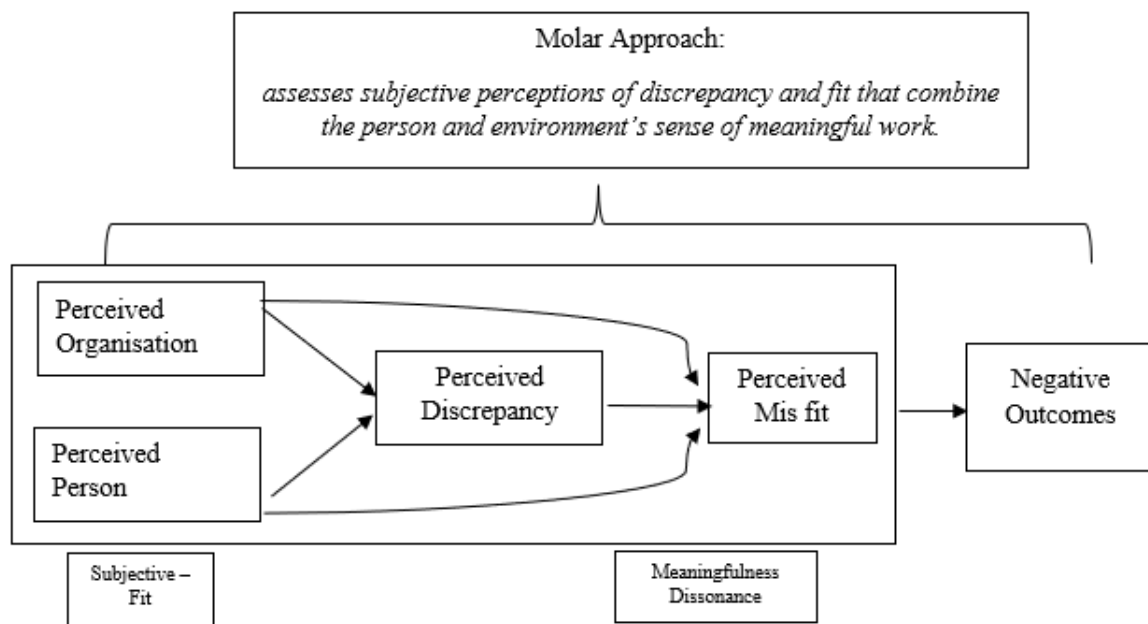 Molar Approach:
assesses subjective perceptions of discrepancy and fit that combine
the person and environment's sense of meaningful work.
Perceived
Organisation
Perceived
Person
Perceived
Discrepancy
Perceived
Mis fit
Negative
Outcomes
Subjective –
Fit
Meaningfulness
Dissonance